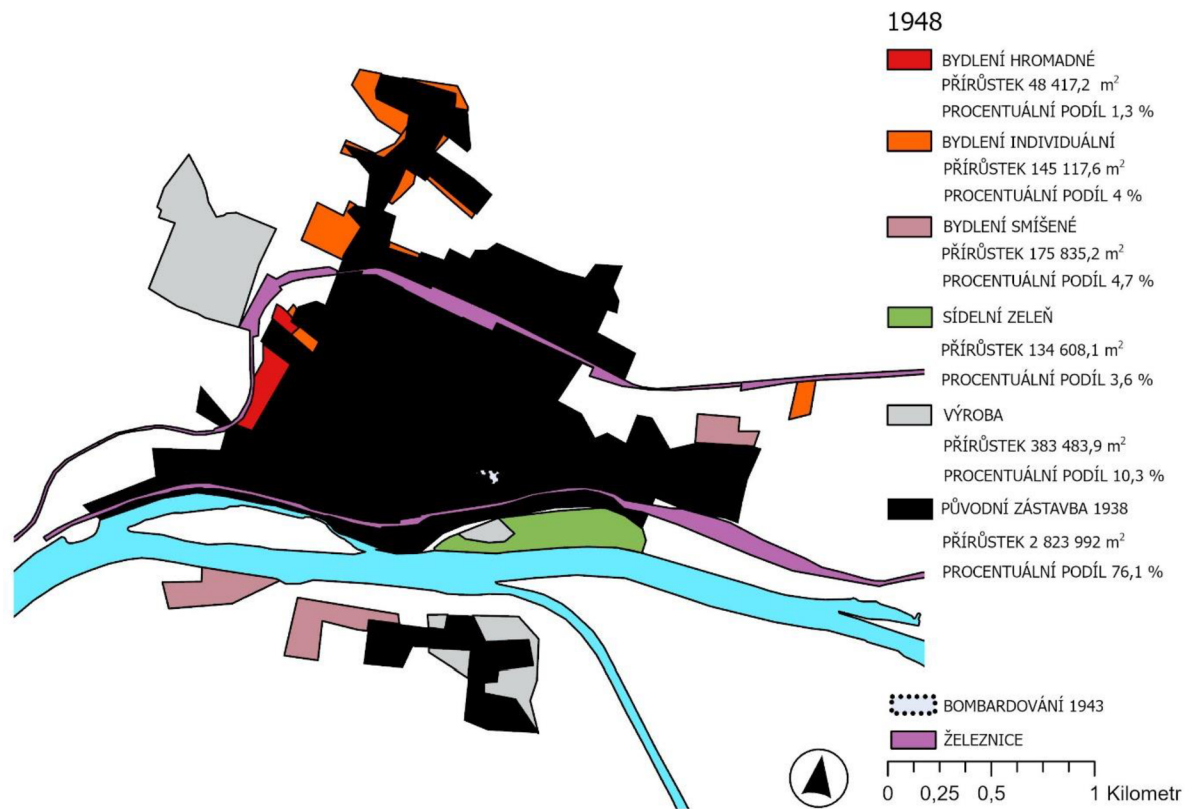 1948
BYDLENÍ HROMADNÉ
PŘÍRŮSTEK 48 417,2 m²
PROCENTUÁLNÍ PODÍL 1,3 %
BYDLENÍ INDIVIDUÁLNÍ
PŘÍRŮSTEK 145 117,6 m²
PROCENTUÁLNÍ PODÍL 4 %
BYDLENÍ SMÍŠENÉ
PŘÍRŮSTEK 175 835,2 m²
PROCENTUÁLNÍ PODÍL 4,7 %
SÍDELNÍ ZELEŇ
PŘÍRŮSTEK 134 608,1 m²
PROCENTUÁLNÍ PODÍL 3,6 %
VÝROBA
PŘÍRŮSTEK 383 483,9 m²
PROCENTUÁLNÍ PODÍL 10,3 %
PŮVODNÍ ZÁSTAVBA 1938
PŘÍRŮSTEK 2 823 992 m²
PROCENTUÁLNÍ PODÍL 76,1 %
BOMBARDOVÁNÍ 1943
ŽELEZNICE
0 0,25 0,5 1 Kilometr